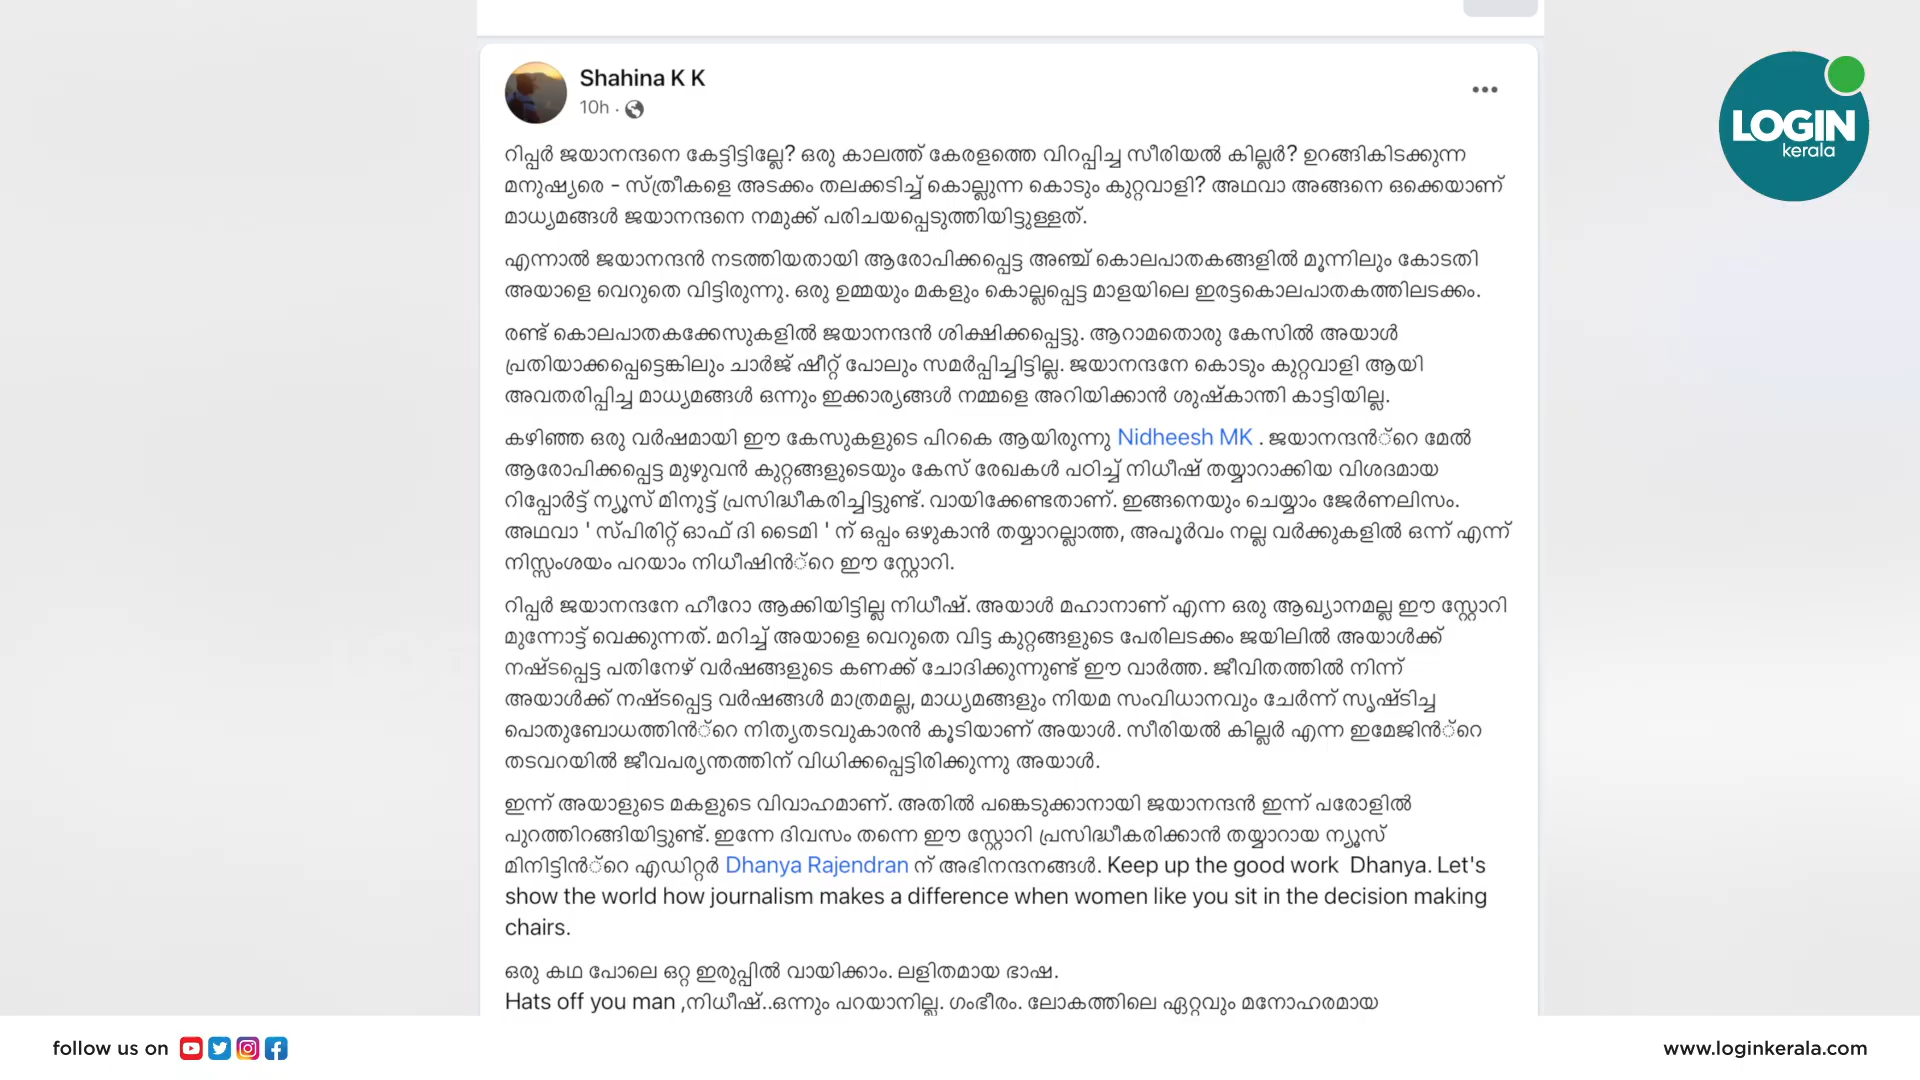 Shahina K K
10h ·
റിപ്പർ ജയാനന്ദനെ കേട്ടിട്ടില്ലേ? ഒരു കാലത്ത് കേരളത്തെ വിറപ്പിച്ച സീരിയൽ കില്ലർ? ഉറങ്ങികിടക്കുന്ന
മനുഷ്യരെ - സ്ത്രീകളെ അടക്കം തലക്കടിച്ച് കൊല്ലുന്ന കൊടും കുറ്റവാളി? അഥവാ അങ്ങനെ ഒക്കെയാണ്
മാധ്യമങ്ങൾ ജയാനന്ദനെ നമുക്ക് പരിചയപ്പെടുത്തിയിട്ടുള്ളത്.
എന്നാൽ ജയാനന്ദൻ നടത്തിയതായി ആരോപിക്കപ്പെട്ട അഞ്ച് കൊലപാതകങ്ങളിൽ മൂന്നിലും കോടതി
അയാളെ വെറുതെ വിട്ടിരുന്നു. ഒരു ഉമ്മയും മകളും കൊല്ലപ്പെട്ട മാളയിലെ ഇരട്ടകൊലപാതകത്തിലടക്കം.
രണ്ട് കൊലപാതകക്കേസുകളിൽ ജയാനന്ദൻ ശിക്ഷിക്കപ്പെട്ടു. ആറാമതൊരു കേസിൽ അയാൾ
പ്രതിയാക്കപ്പെട്ടെങ്കിലും ചാർജ് ഷീറ്റ് പോലും സമർപ്പിച്ചിട്ടില്ല. ജയാനന്ദനേ കൊടും കുറ്റവാളി ആയി
അവതരിപ്പിച്ച മാധ്യമങ്ങൾ ഒന്നും ഇക്കാര്യങ്ങൾ നമ്മളെ അറിയിക്കാൻ ശുഷ്കാന്തി കാട്ടിയില്ല.
കഴിഞ്ഞ ഒരു വർഷമായി ഈ കേസുകളുടെ പിറകെ ആയിരുന്നു Nidheesh MK . ജയാനന്ദൻ്റെ മേൽ
ആരോപിക്കപ്പെട്ട മുഴുവൻ കുറ്റങ്ങളുടെയും കേസ് രേഖകൾ പഠിച്ച് നിധീഷ് തയ്യാറാക്കിയ വിശദമായ
റിപ്പോർട്ട് ന്യൂസ് മിനുട്ട് പ്രസിദ്ധീകരിച്ചിട്ടുണ്ട്. വായിക്കേണ്ടതാണ്. ഇങ്ങനെയും ചെയ്യാം ജേർണലിസം.
അഥവാ ' സ്പിരിറ്റ് ഓഫ് ദി ടൈമി ' ന് ഒപ്പം ഒഴുകാൻ തയ്യാറല്ലാത്ത, അപൂർവം നല്ല വർക്കുകളിൽ ഒന്ന് എന്ന്
നിസ്സംശയം പറയാം നിധീഷിൻ്റെ ഈ സ്റ്റോറി.
റിപ്പർ ജയാനന്ദനേ ഹീറോ ആക്കിയിട്ടില്ല നിധീഷ്. അയാൾ മഹാനാണ് എന്ന ഒരു ആഖ്യാനമല്ല ഈ സ്റ്റോറി
മുന്നോട്ട് വെക്കുന്നത്. മറിച്ച് അയാളെ വെറുതെ വിട്ട കുറ്റങ്ങളുടെ പേരിലടക്കം ജയിലിൽ അയാൾക്ക്
നഷ്ടപ്പെട്ട പതിനേഴ് വർഷങ്ങളുടെ കണക്ക് ചോദിക്കുന്നുണ്ട് ഈ വാർത്ത. ജീവിതത്തിൽ നിന്ന്
അയാൾക്ക് നഷ്ടപ്പെട്ട വർഷങ്ങൾ മാത്രമല്ല, മാധ്യമങ്ങളും നിയമ സംവിധാനവും ചേർന്ന് സൃഷ്ടിച്ച
പൊതുബോധത്തിൻ്റെ നിത്യതടവുകാരൻ കൂടിയാണ് അയാൾ. സീരിയൽ കില്ലർ എന്ന ഇമേജിൻ്റെ
തടവറയിൽ ജീവപര്യന്തത്തിന് വിധിക്കപ്പെട്ടിരിക്കുന്നു അയാൾ.
ഇന്ന് അയാളുടെ മകളുടെ വിവാഹമാണ്. അതിൽ പങ്കെടുക്കാനായി ജയാനന്ദൻ ഇന്ന് പരോളിൽ
പുറത്തിറങ്ങിയിട്ടുണ്ട്. ഇന്നേ ദിവസം തന്നെ ഈ സ്റ്റോറി പ്രസിദ്ധീകരിക്കാൻ തയ്യാറായ ന്യൂസ്
മിനിട്ടിൻ്റെ എഡിറ്റർ Dhanya Rajendran ന് അഭിനന്ദനങ്ങൾ. Keep up the good work Dhanya. Let's
show the world how journalism makes a difference when women like you sit in the decision making
chairs.
ഒരു കഥ പോലെ ഒറ്റ ഇരുപ്പിൽ വായിക്കാം. ലളിതമായ ഭാഷ.
Hats off you man ,നിധീഷ്..ഒന്നും പറയാനില്ല. ഗംഭീരം. ലോകത്തിലെ ഏറ്റവും മനോഹരമായ
LOGIN
kerala
follow us on
www.loginkerala.com